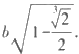 b√(1 − ∛2/2).